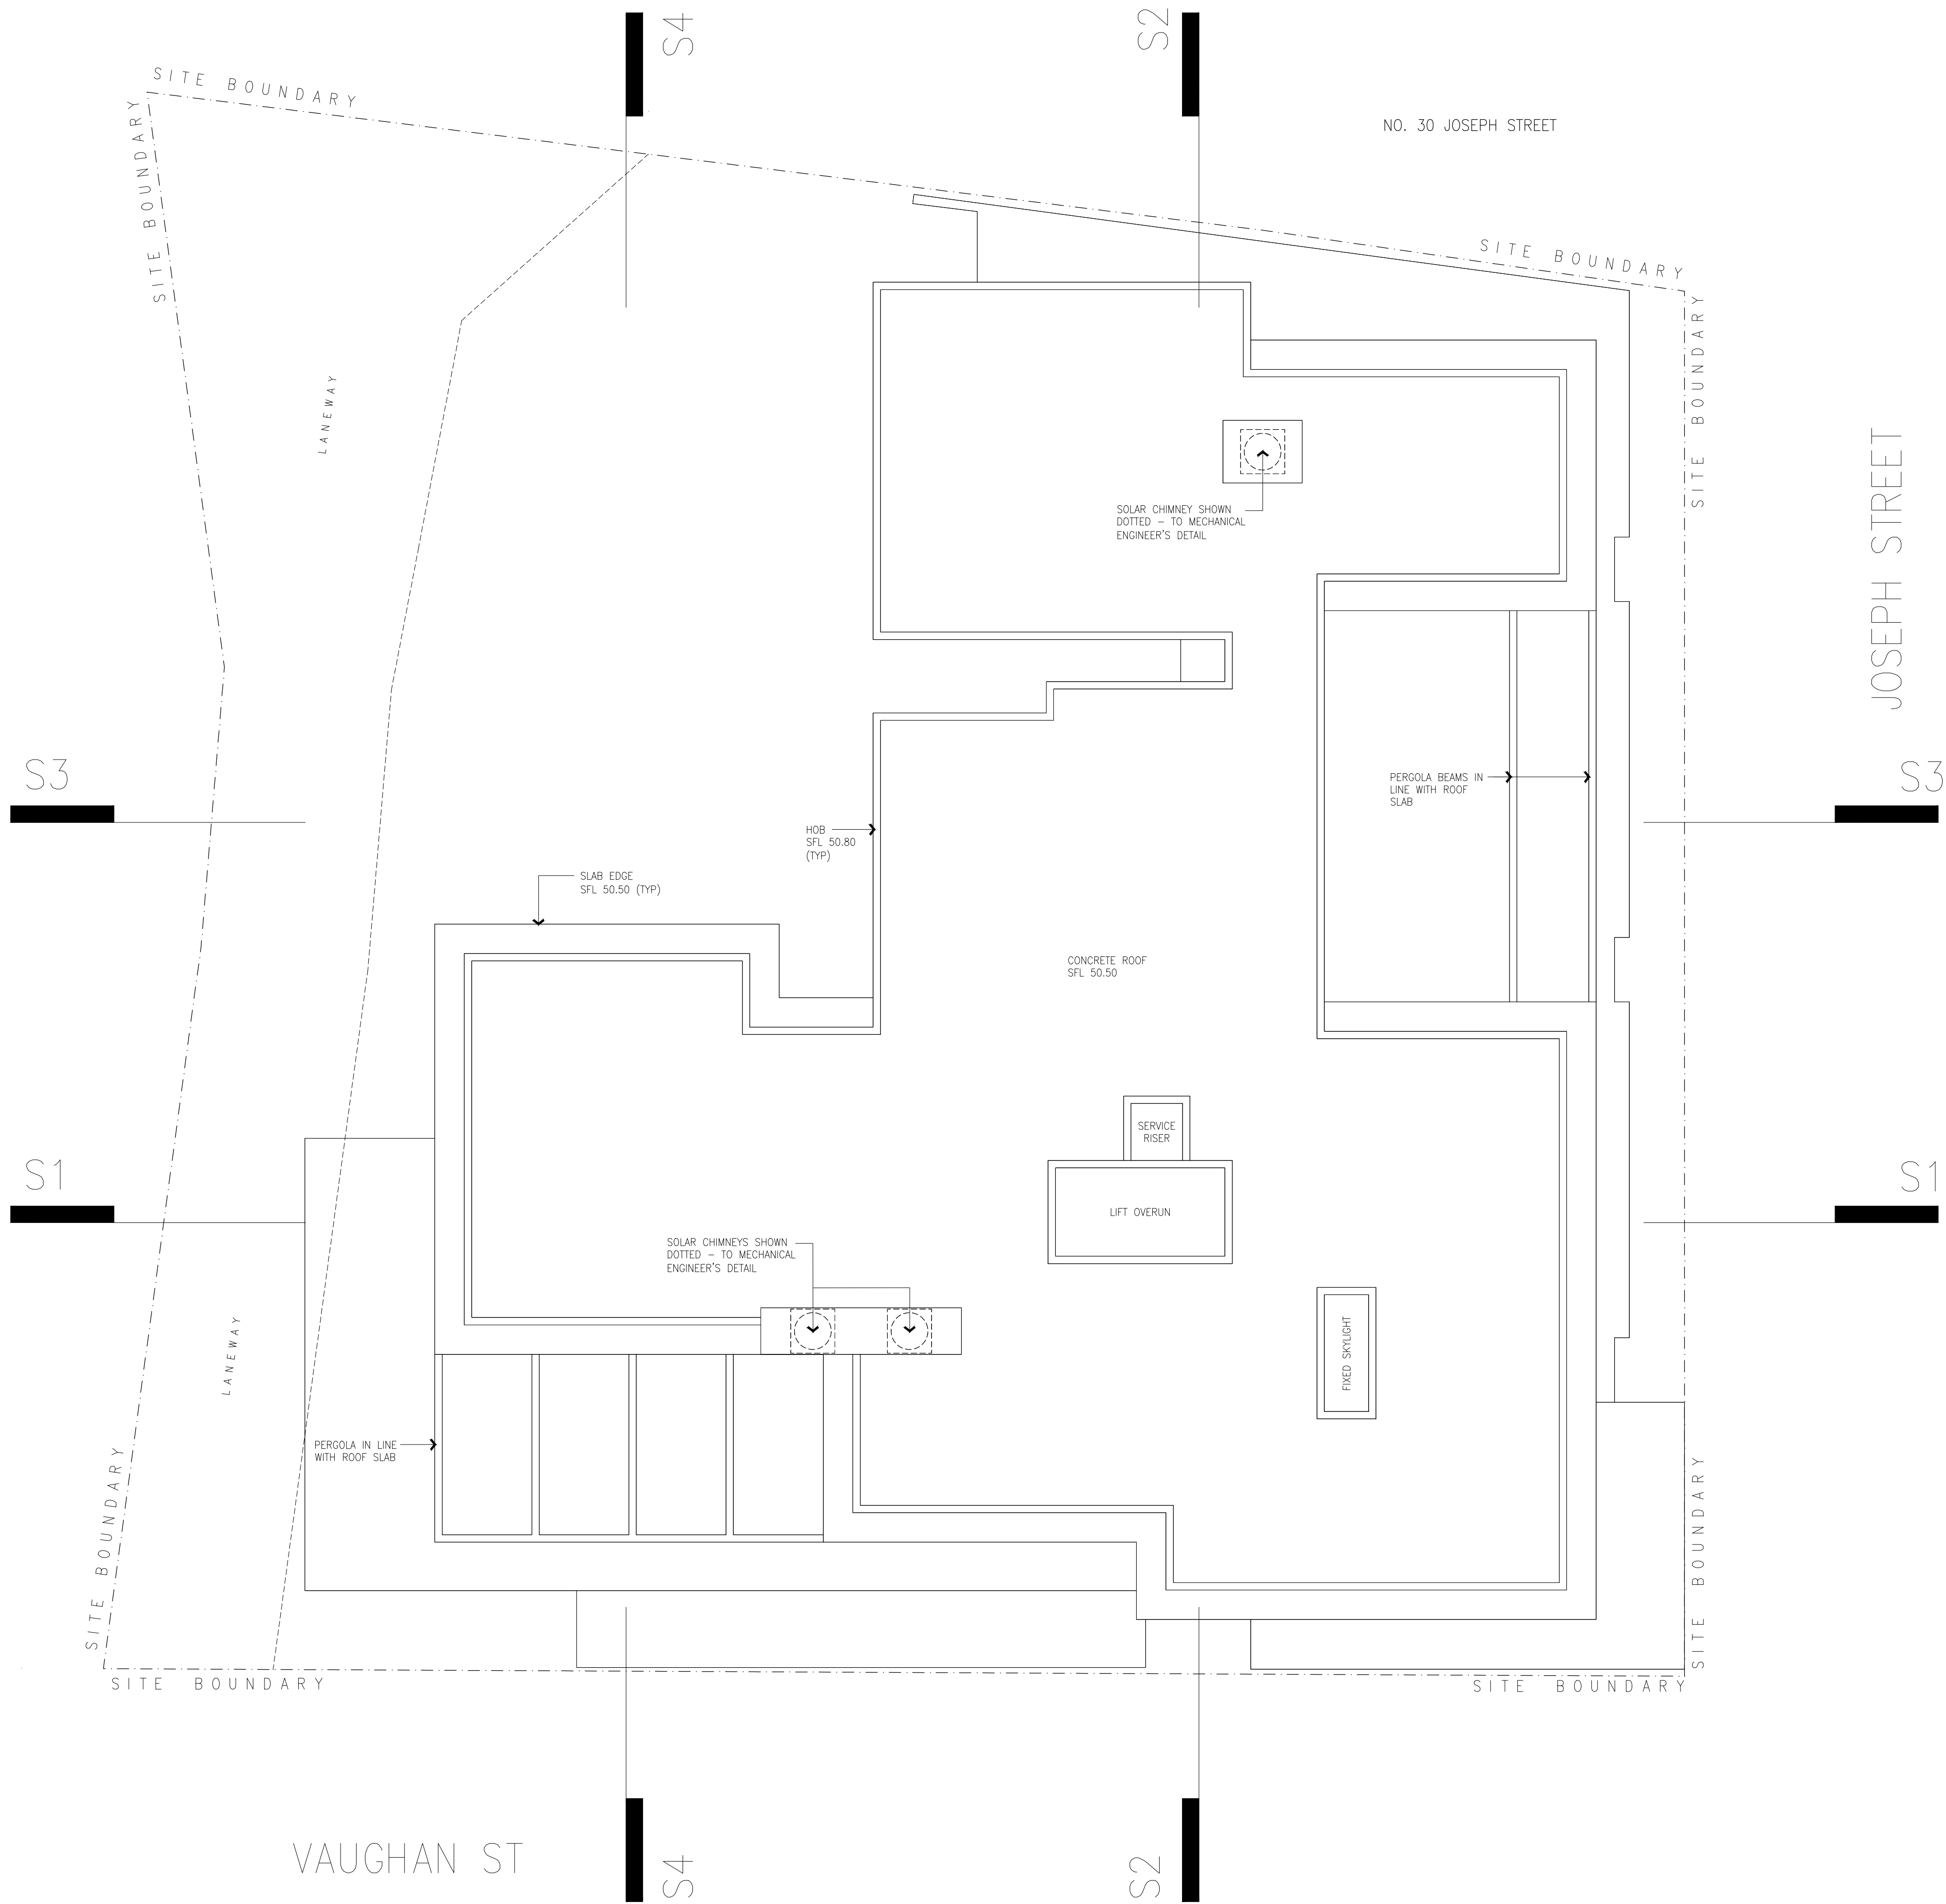 S4
S2
SITE BOUNDARY
SITE BOUNDARY
NO. 30 JOSEPH STREET
SITE BOUNDARY
SITE BOUNDARY
LANEWAY
JOSEPH STREET
SOLAR CHIMNEY SHOWN
DOTTED - TO MECHANICAL
ENGINEER'S DETAIL
S3
S3
PERGOLA BEAMS IN
LINE WITH ROOF
SLAB
HOB
SFL 50.80
(TYP)
SLAB EDGE
SFL 50.50 (TYP)
CONCRETE ROOF
SFL 50.50
SERVICE
RISER
S1
S1
LIFT OVERUN
SOLAR CHIMNEYS SHOWN
DOTTED - TO MECHANICAL
ENGINEER'S DETAIL
FIXED SKYLIGHT
LANEWAY
PERGOLA IN LINE
WITH ROOF SLAB
SITE BOUNDARY
SITE BOUNDARY
SITE BOUNDARY
SITE BOUNDARY
VAUGHAN ST
S4
S2